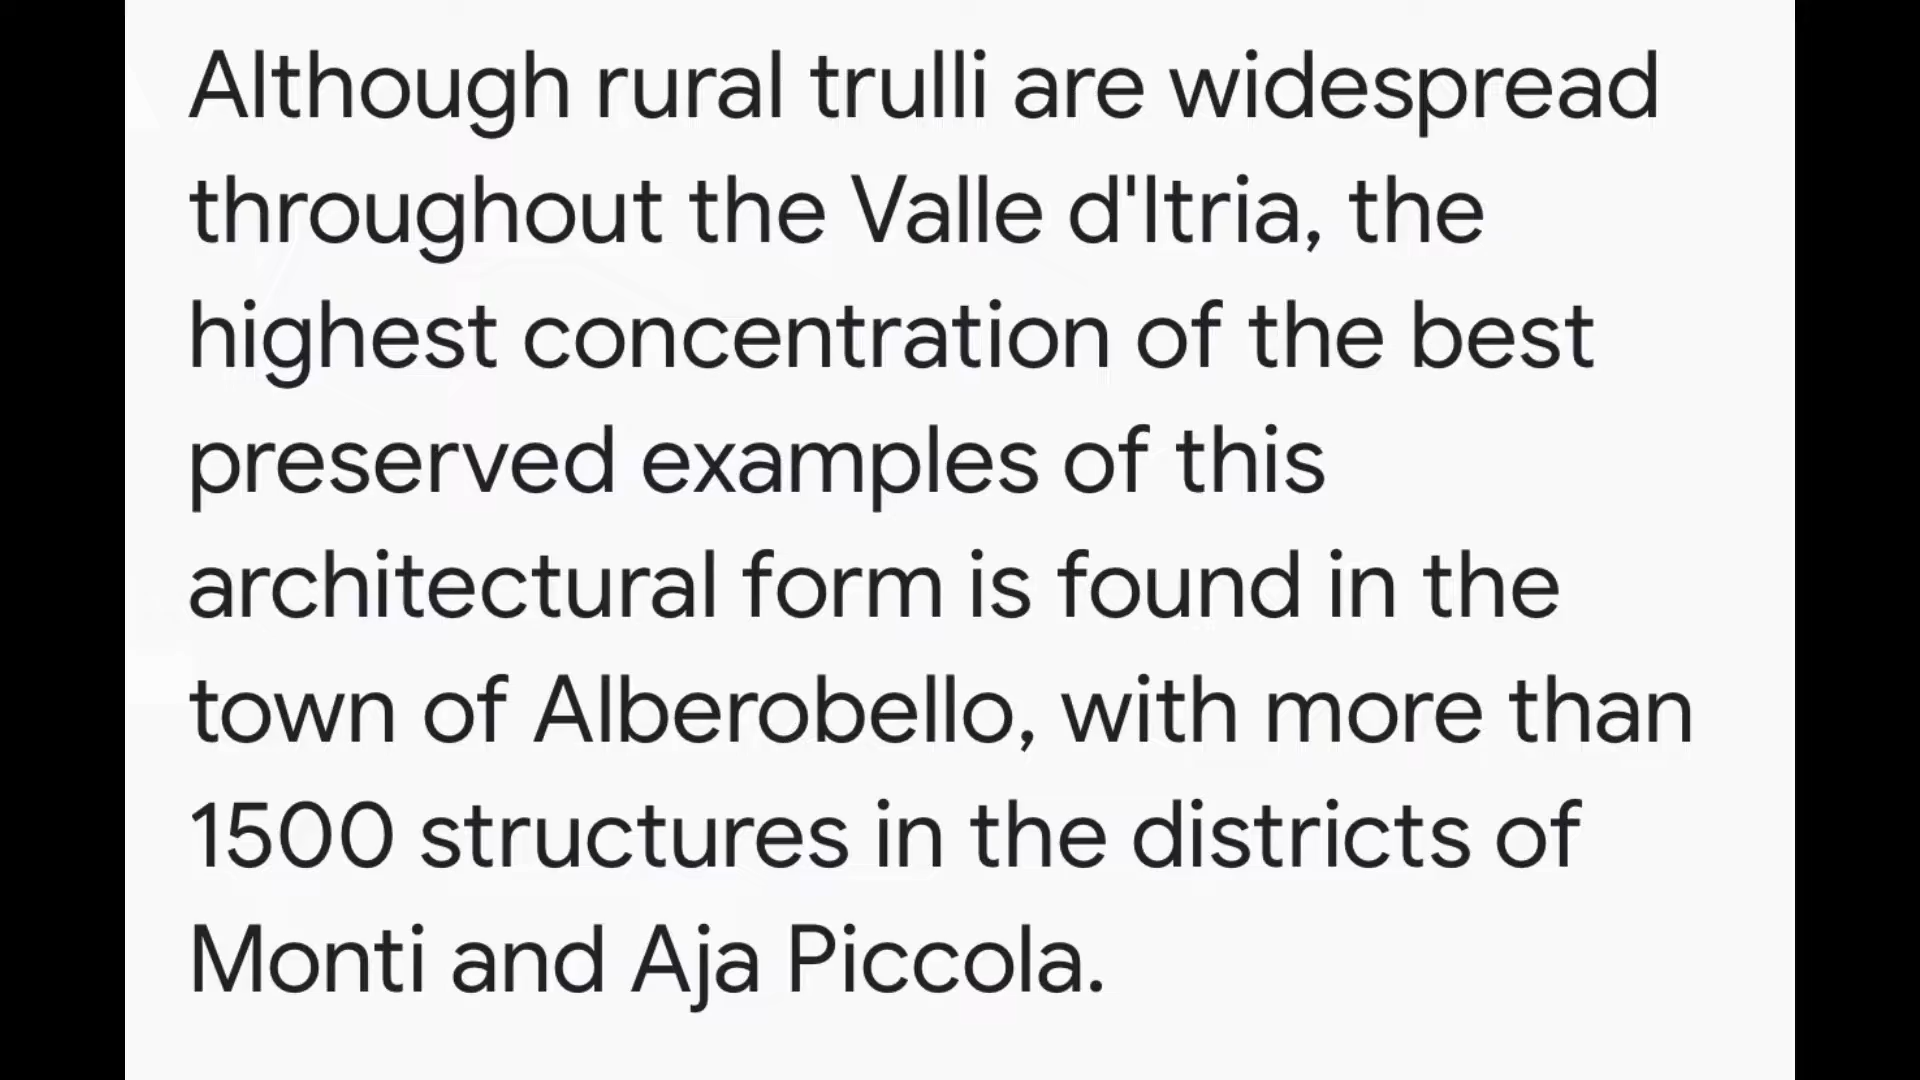 Although rural trulli are widespread
throughout the Valle d'Itria, the
highest concentration of the best
preserved examples of this
architectural form is found in the
town of Alberobello, with more than
1500 structures in the districts of
Monti and Aja Piccola.